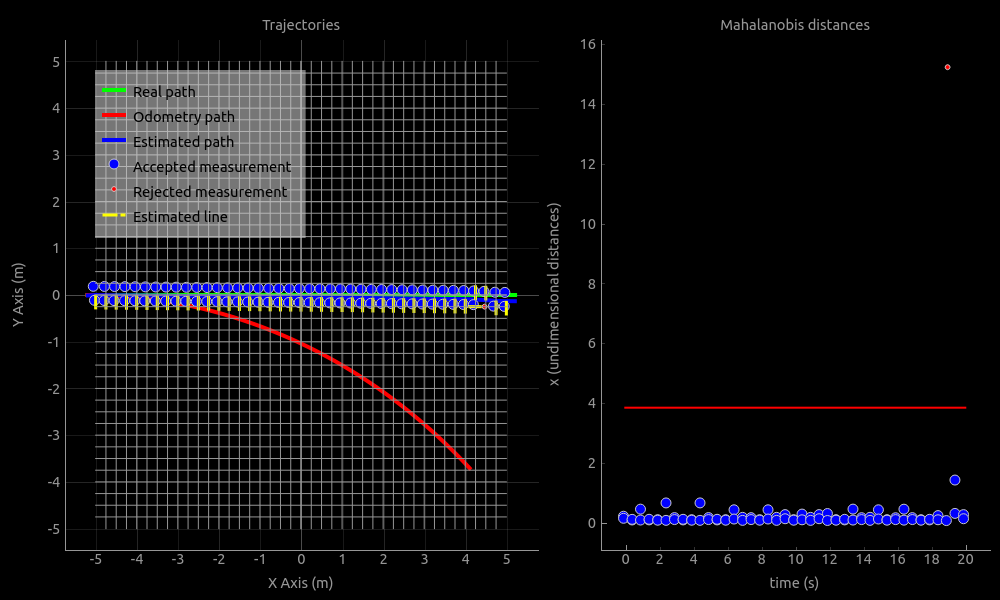 Trajectories
Real path
Odometry path
Estimated path
Accepted measurement
Rejected measurement
Estimated line
5
4
3
2
1
0
-1
-2
-3
-4
-5
Y Axis (m)
-5 -4 -3 -2 -1 0 1 2 3 4 5
X Axis (m)
Mahalanobis distances
16
14
12
10
8
6
4
2
0
x (undimensional distances)
0 2 4 6 8 10 12 14 16 18 20
time (s)